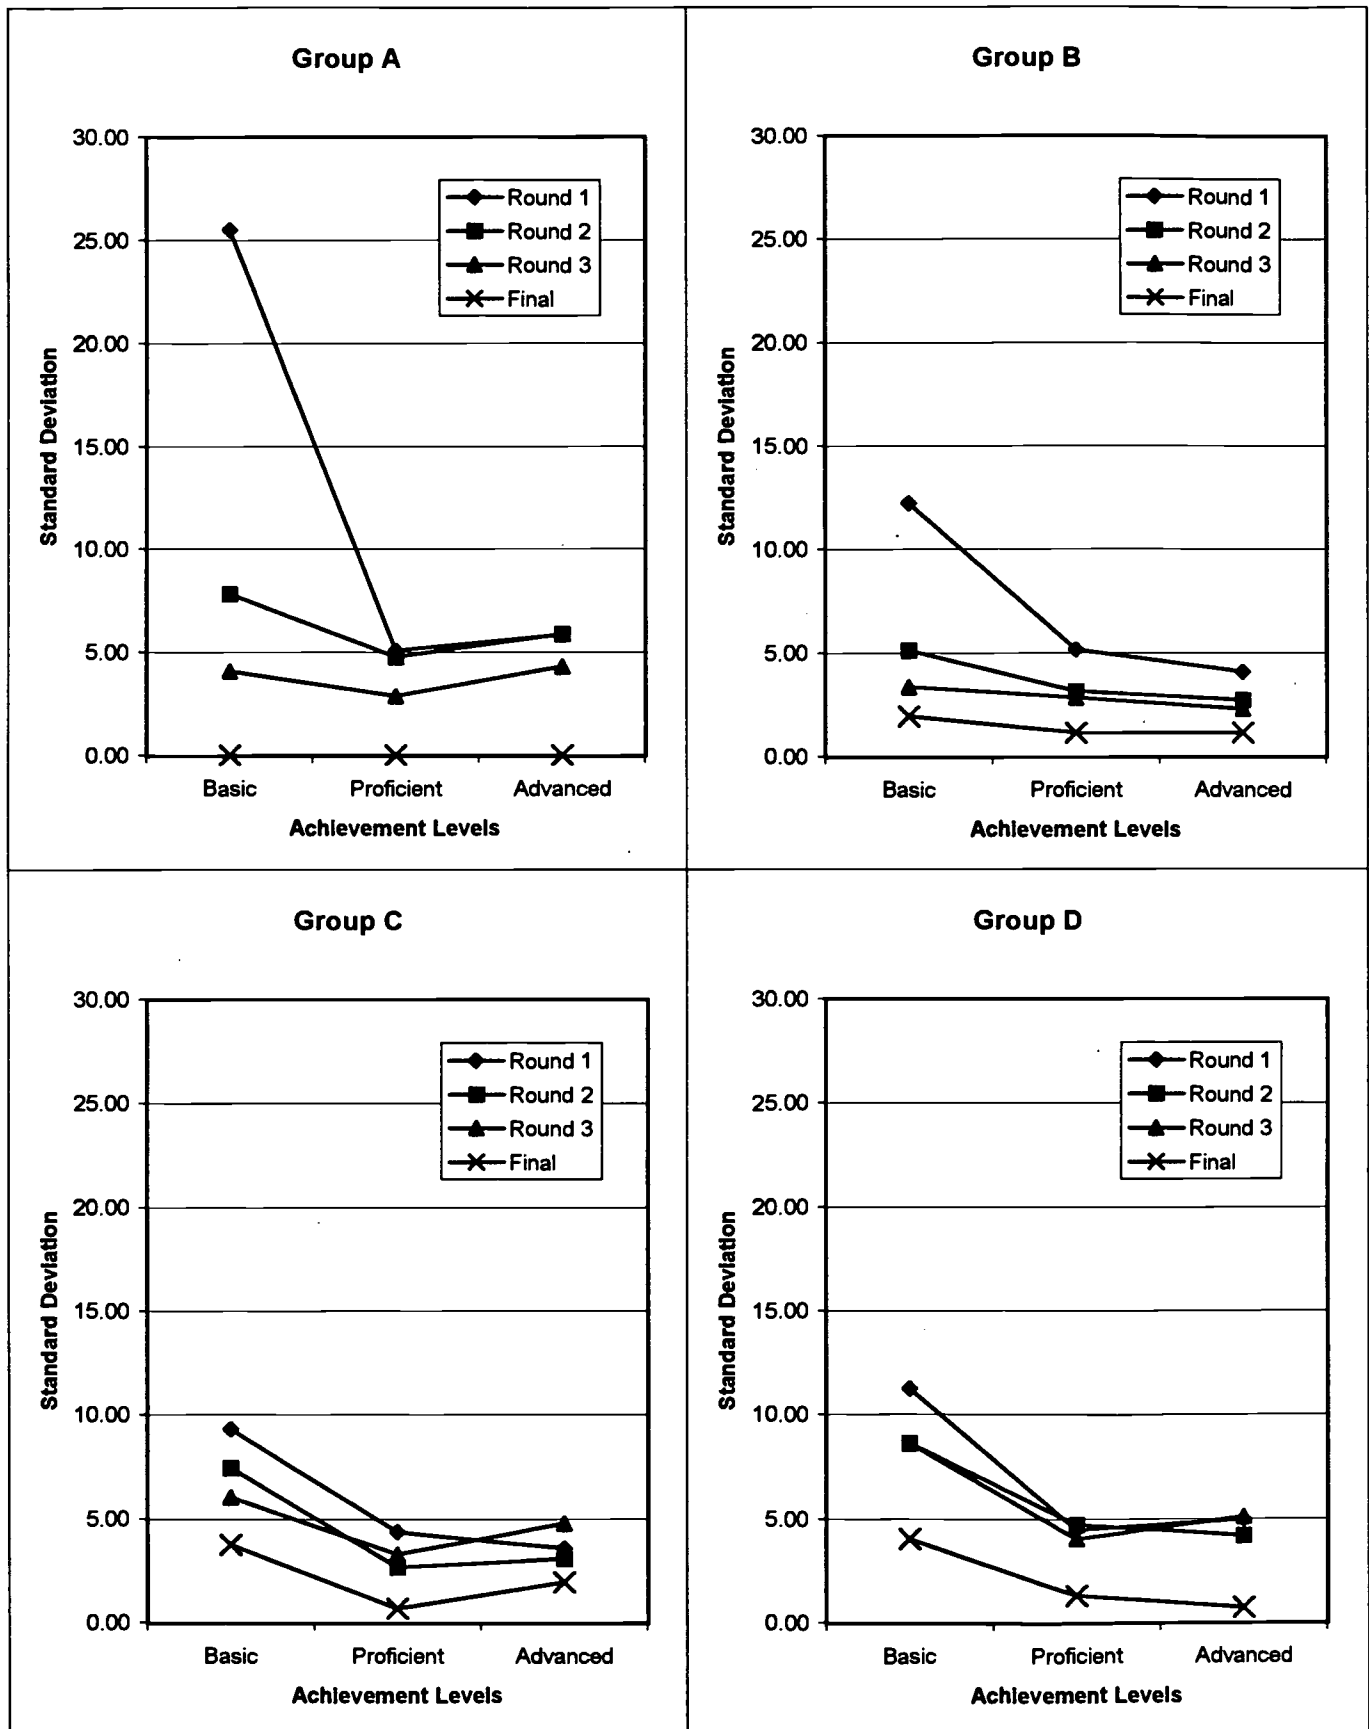 Group A
30.00
25.00
20.00
15.00
10.00
5.00
0.00
Standard Deviation
Round 1
Round 2
Round 3
Final
Basic Proficient Advanced
Achievement Levels
Group B
30.00
25.00
20.00
15.00
10.00
5.00
0.00
Standard Deviation
Round 1
Round 2
Round 3
Final
Basic Proficient Advanced
Achievement Levels
Group C
30.00
25.00
20.00
15.00
10.00
5.00
0.00
Standard Deviation
Round 1
Round 2
Round 3
Final
Basic Proficient Advanced
Achievement Levels
Group D
30.00
25.00
20.00
15.00
10.00
5.00
0.00
Standard Deviation
Round 1
Round 2
Round 3
Final
Basic Proficient Advanced
Achievement Levels